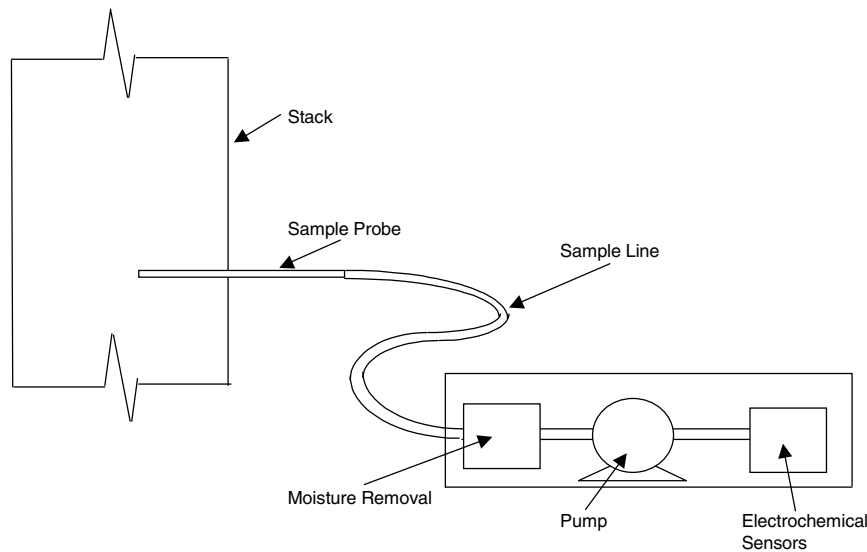 Stack
Sample Probe
Sample Line
Moisture Removal
Pump
Electrochemical
Sensors